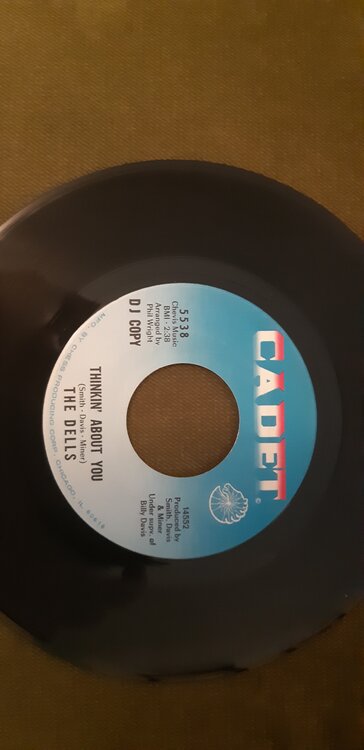 CADET
®
5538
Chevis Music
BMI - 2:38
Arranged by
Phil Wright
DJ COPY
14552
Produced by
Smith, Davis
& Miner
Under supv. of
Billy Davis
THINKIN' ABOUT YOU
(Smith - Davis - Miner)
THE DELLS
MFG. BY CHESS PRODUCING CORP. CHICAGO, IL 60616